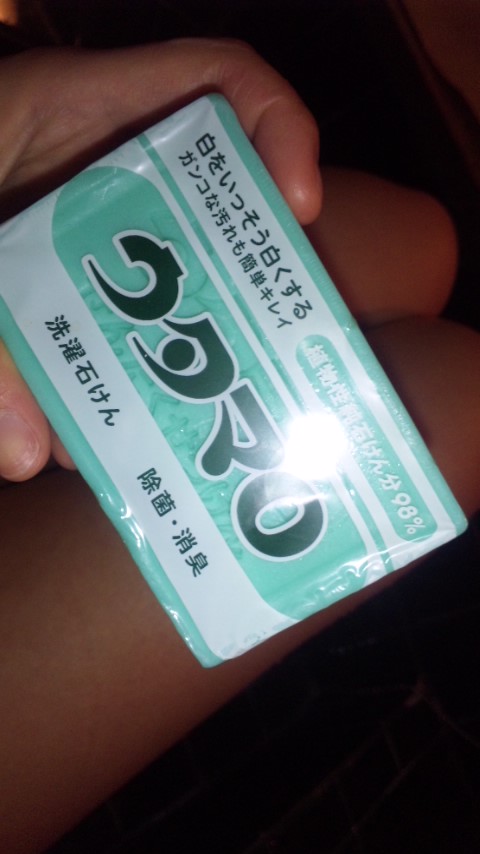 白をいっそう白くする
ガンコな汚れも簡単キレイ
植物性純石けん分98%
ウタマロ
洗濯石けん
除菌・消臭